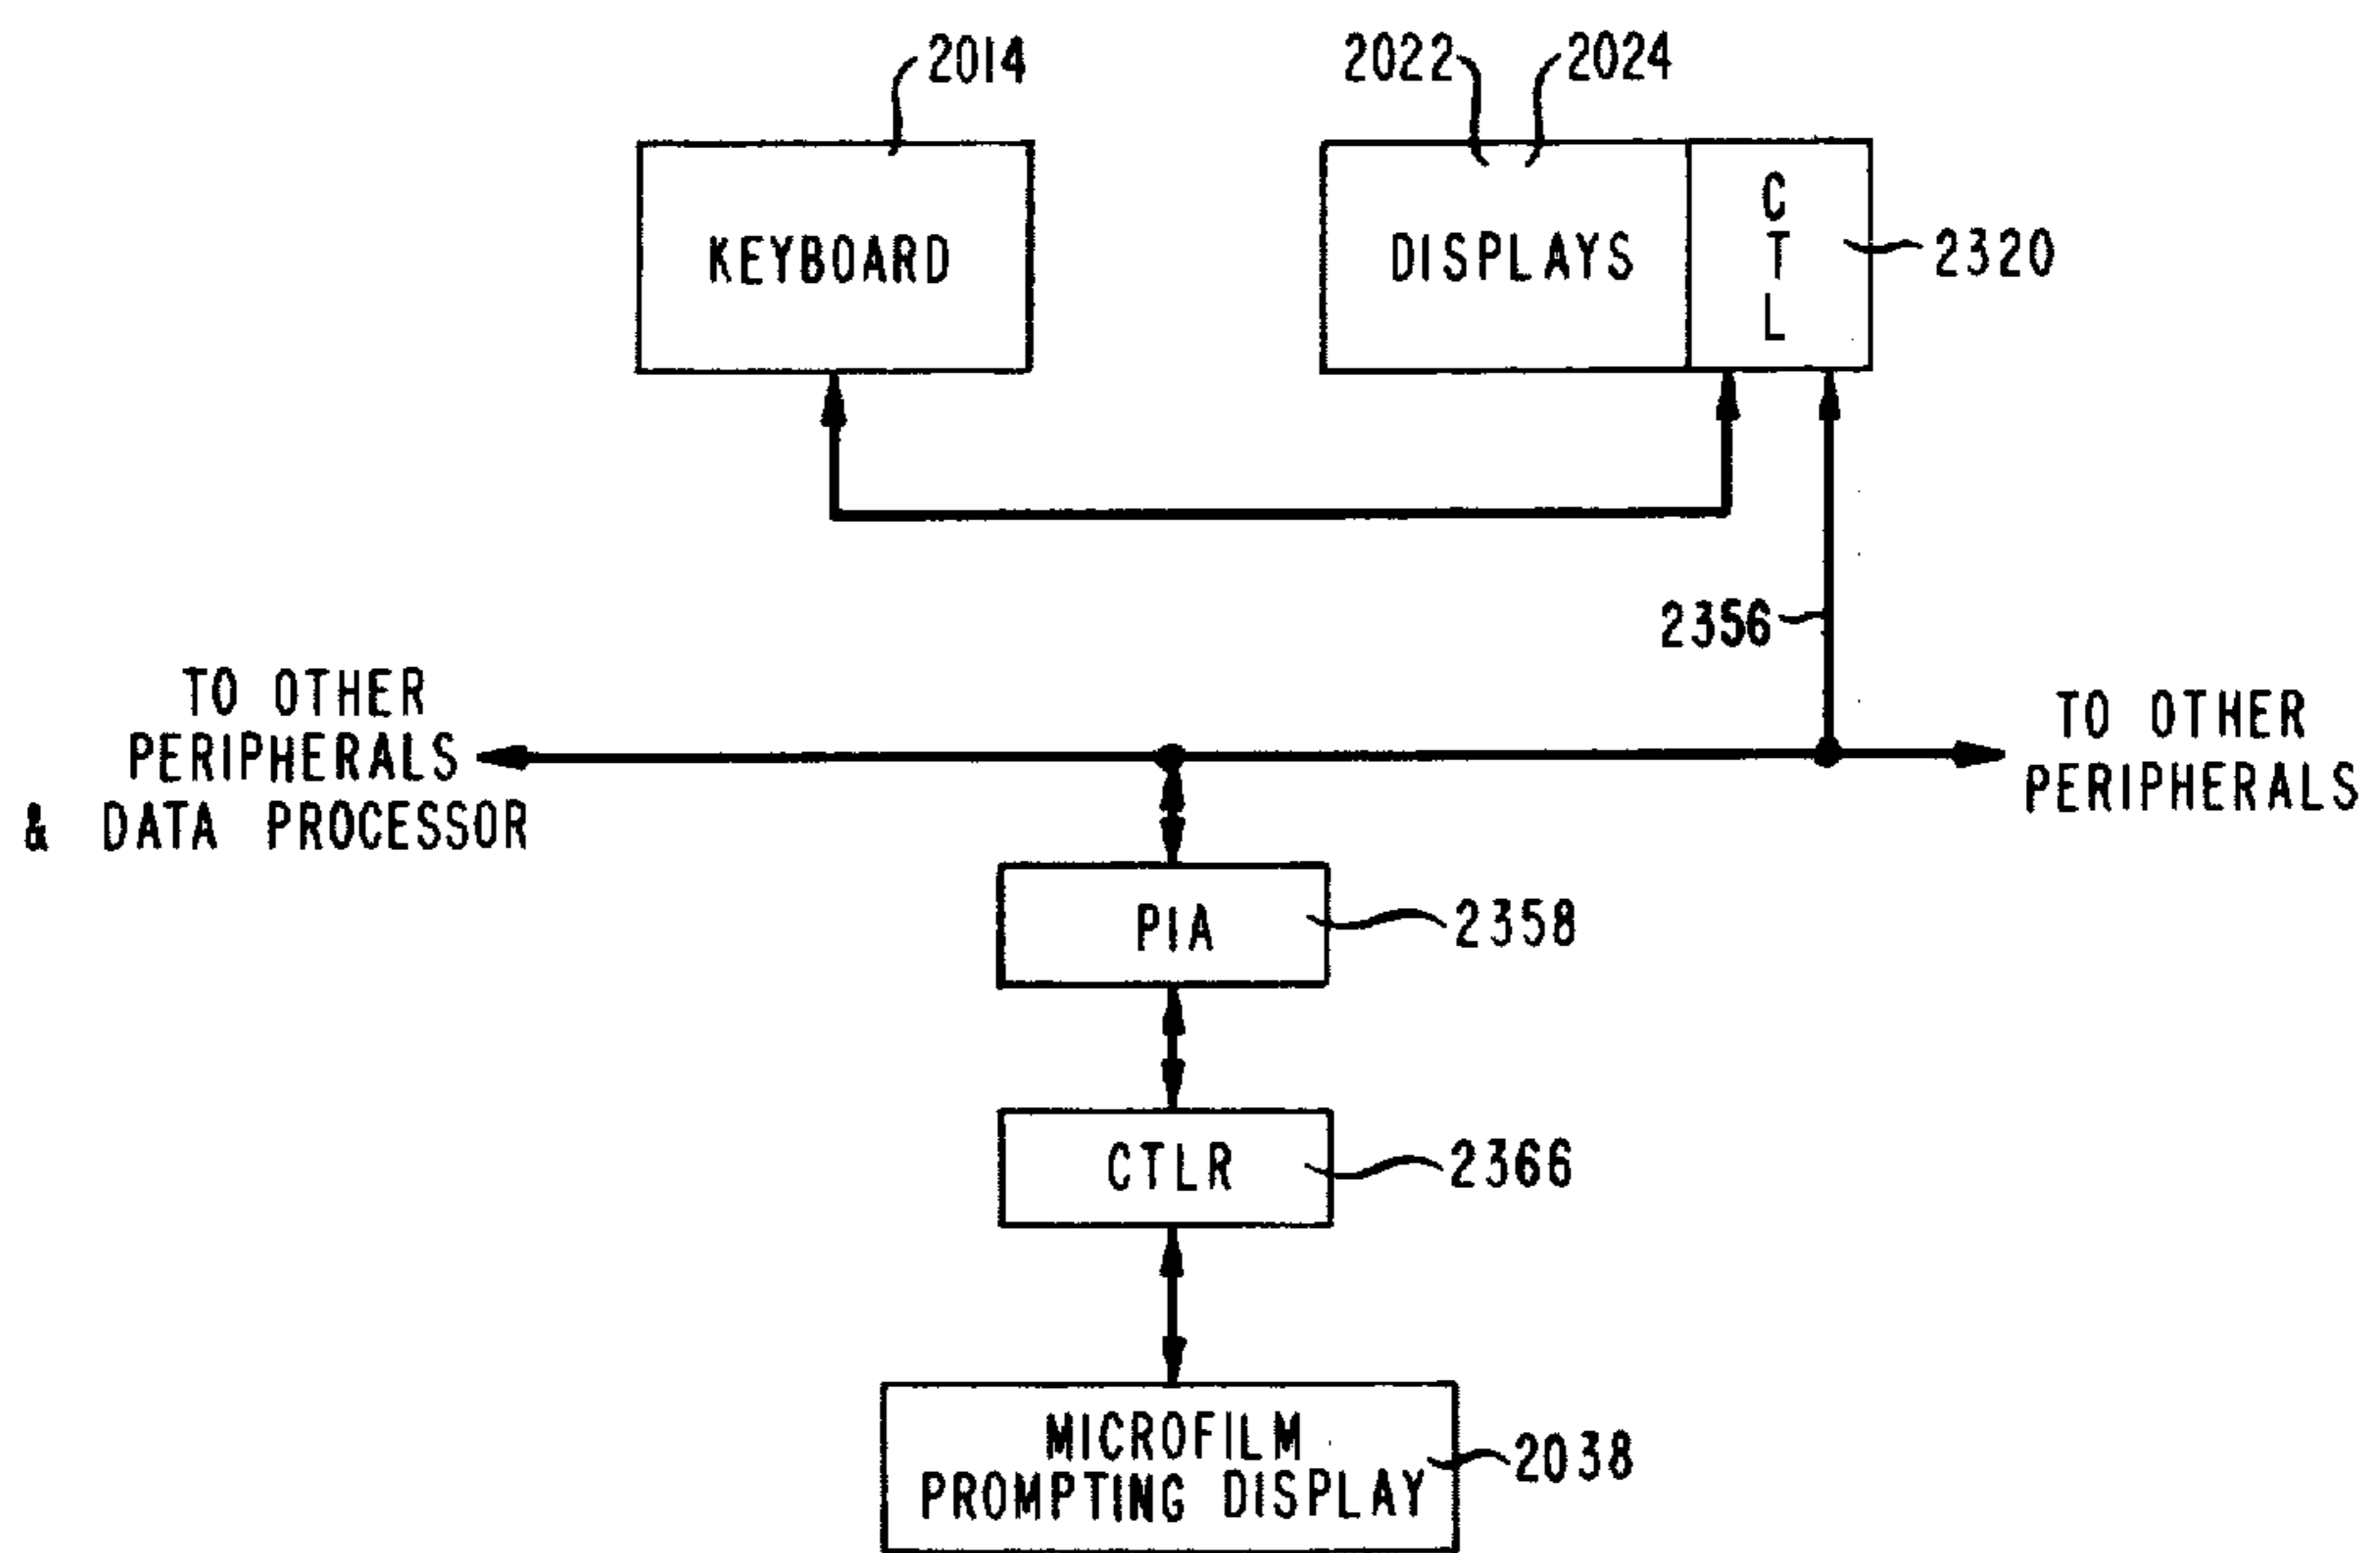 2014
2022
2024
KEYBOARD
DISPLAYS
C
T
L
2320
2356
TO OTHER
PERIPHERALS
& DATA PROCESSOR
TO OTHER
PERIPHERALS
PIA
2358
CTLR
2366
MICROFILM
PROMPTING DISPLAY
2038